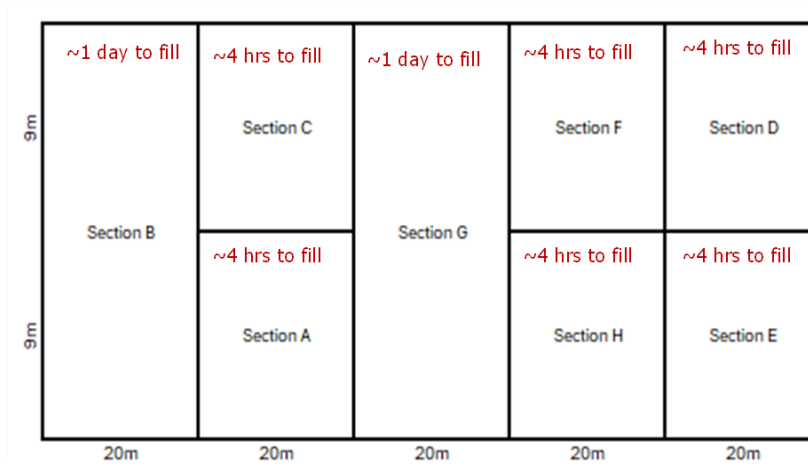 ~1 day to fill
~4 hrs to fill
~1 day to fill
~4 hrs to fill
~4 hrs to fill
9m
Section C
Section F
Section D
Section B
Section G
~4 hrs to fill
~4 hrs to fill
~4 hrs to fill
9m
Section A
Section H
Section E
20m
20m
20m
20m
20m